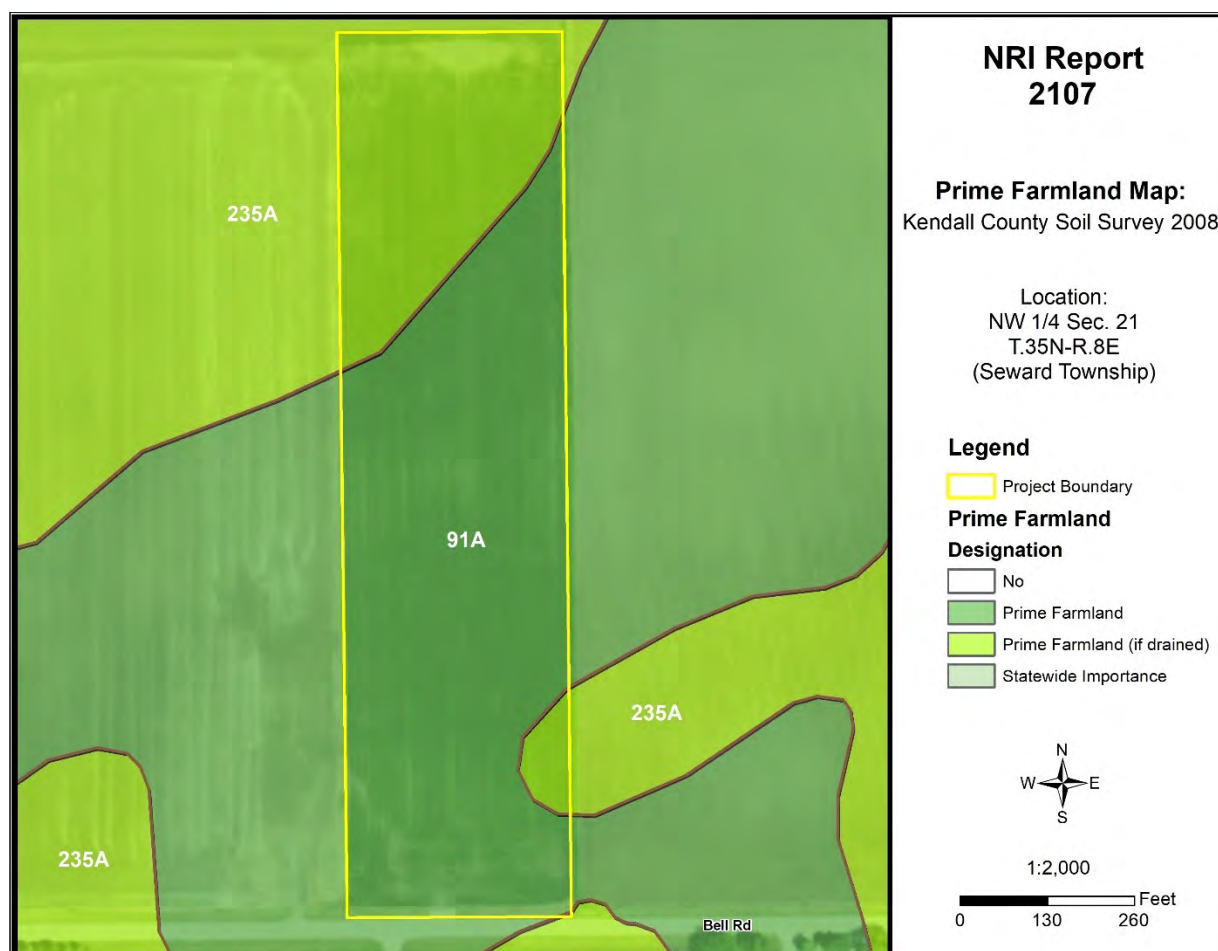 235A
91A
235A
235A
Bell Rd
NRI Report
2107
Prime Farmland Map:
Kendall County Soil Survey 2008
Location:
NW 1/4 Sec. 21
T.35N-R.8E
(Seward Township)
Legend
Project Boundary
Prime Farmland
Designation
No
Prime Farmland
Prime Farmland (if drained)
Statewide Importance
N
W E
S
1:2,000
Feet
0 130 260